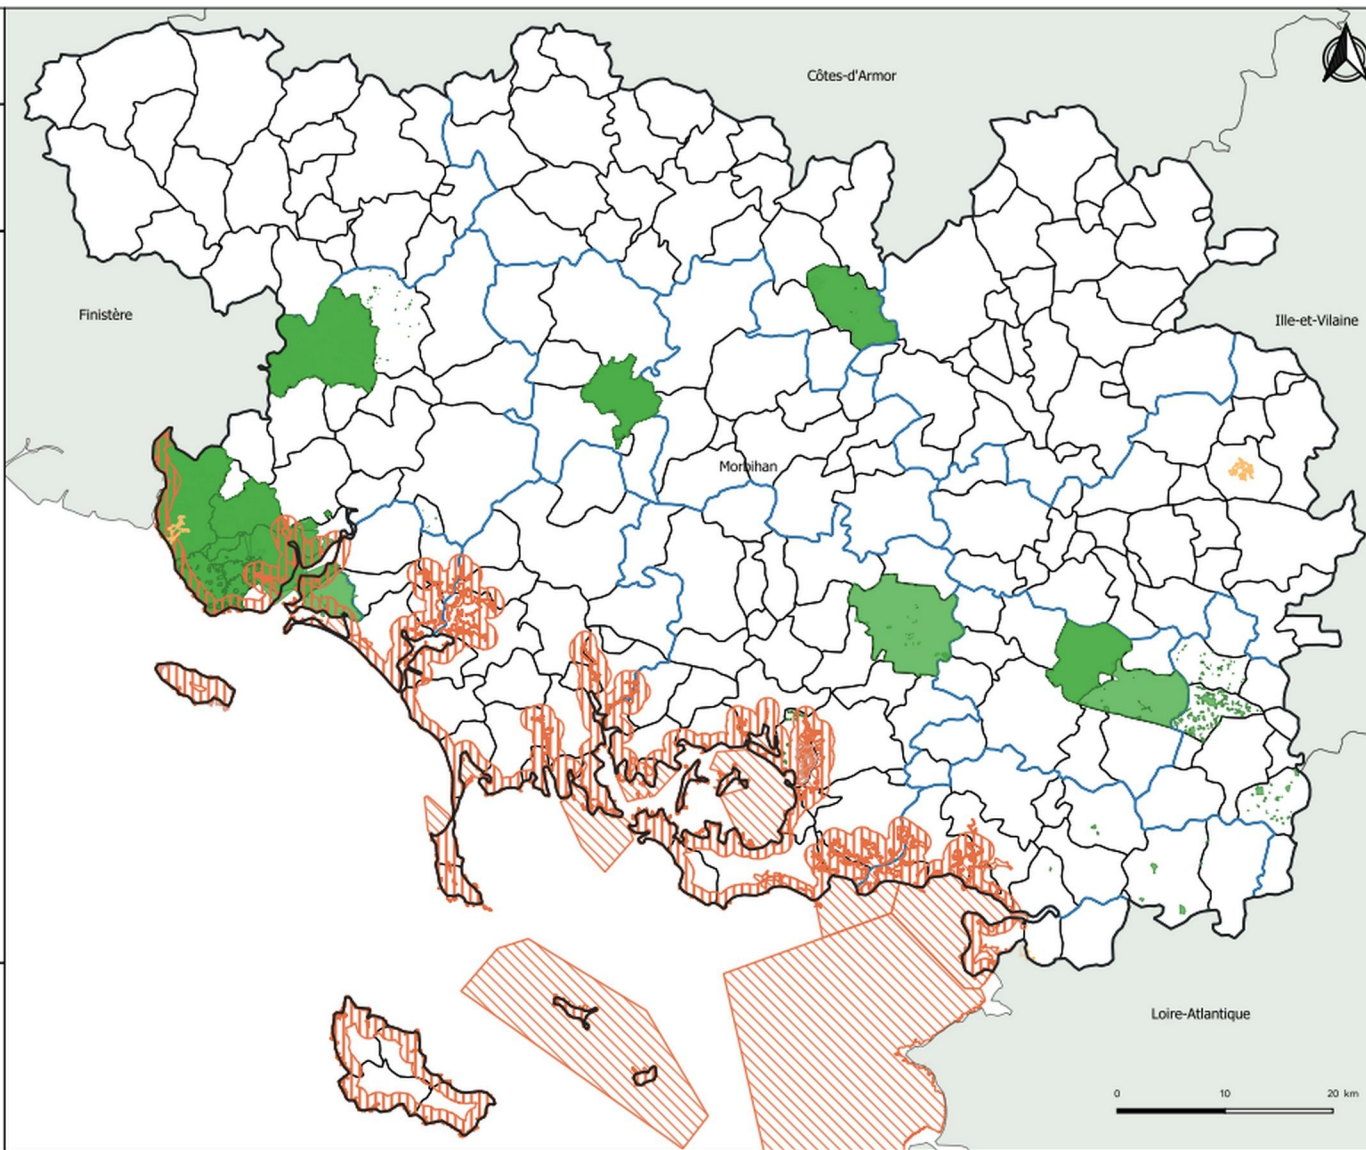 Côtes-d'Armor
Finistère
Ille-et-Vilaine
Morbihan
Loire-Atlantique
0 10 20 km